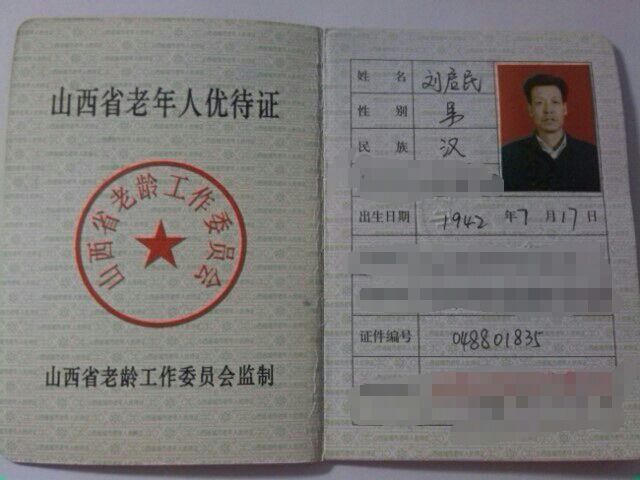 山西省老年人优待证
山西省老龄工作委员会
山西省老龄工作委员会监制
姓名 刘启民
性别 男
民族 汉
出生日期 1942 年 7 月 17 日
证件编号 048801835